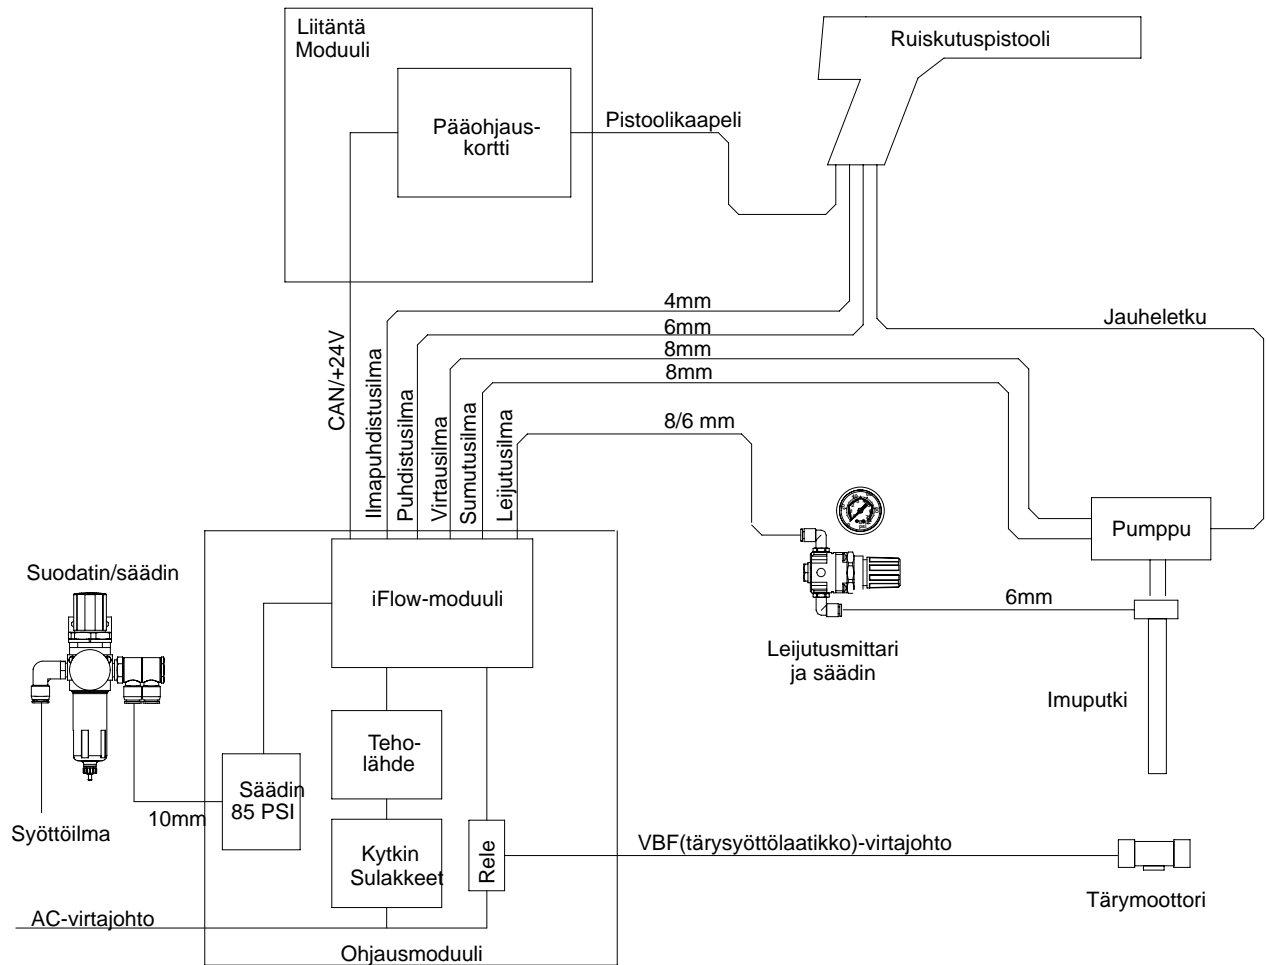 Liitäntä
Moduuli
Ruiskutuspistooli
Pääohjaus-
kortti
Pistoolikaapeli
4mm
6mm
8mm
8mm
8/6 mm
Jauheletku
CAN/+24V
Ilmapuhdistusilma
Puhdistusilma
Virtausilma
Sumutusilma
Leijutusilma
psi
Pumppu
Suodatin/säädin
iFlow-moduuli
6mm
Leijutusmittari
ja säädin
Imuputki
Teho-
lähde
Säädin
85 PSI
10mm
Syöttöilma
Kytkin
Sulakkeet
Rele
VBF(tärysyöttölaatikko)-virtajohto
Tärymoottori
AC-virtajohto
Ohjausmoduuli